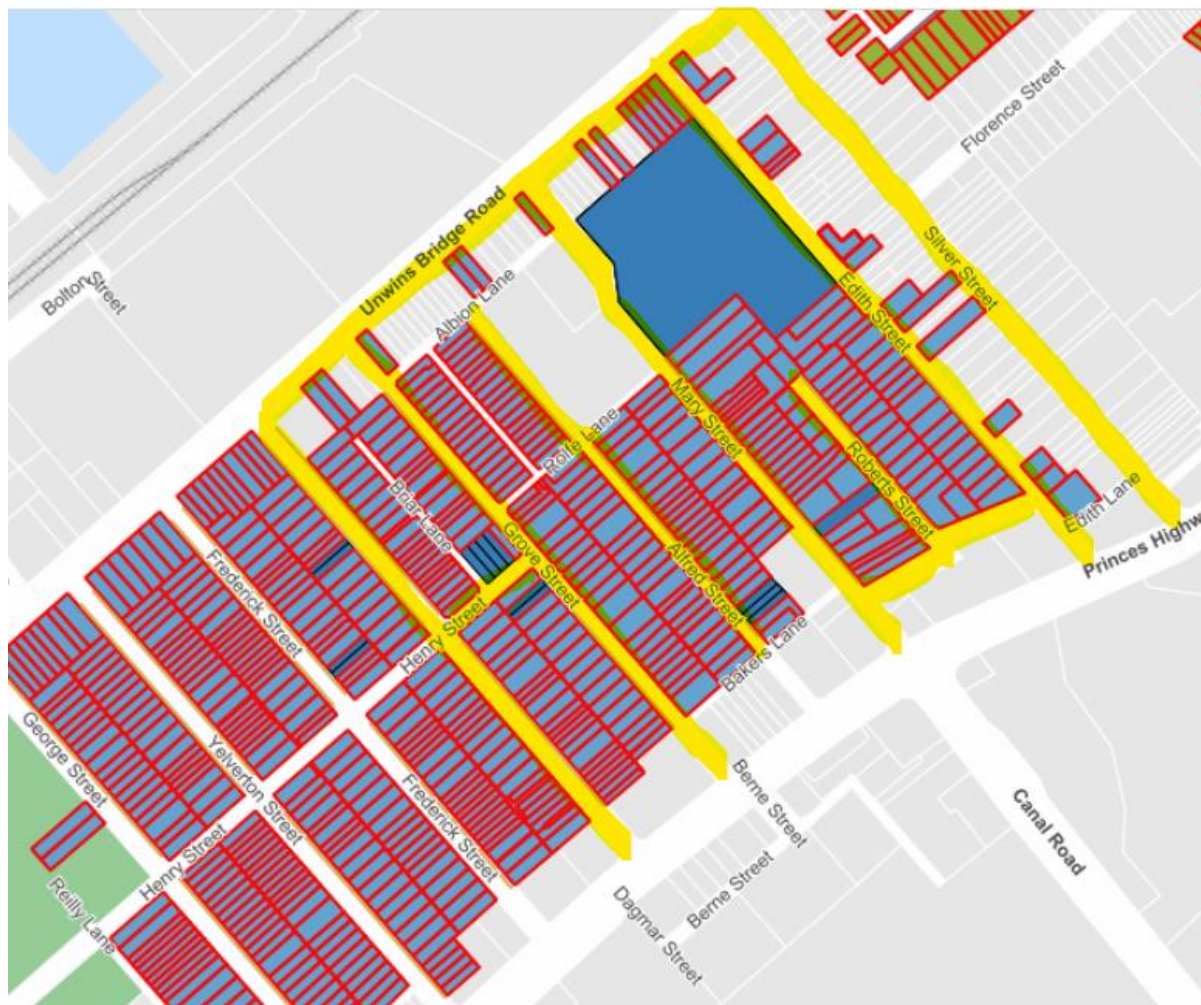 Florence Street
Unwins Bridge Road
Silver Street
Bolton Street
Albion Lane
Edith Street
Mary Street
Rolfe Lane
Roberts Street
Briar Lane
Grove Street
Edith Lane
Princes Highw
Alfred Street
Frederick Street
Henry Street
Bakers Lane
George Street
Yelverton Street
Frederick Street
Berne Street
Canal Road
Henry Street
Berne Street
Reilly Lane
Dagmar Street